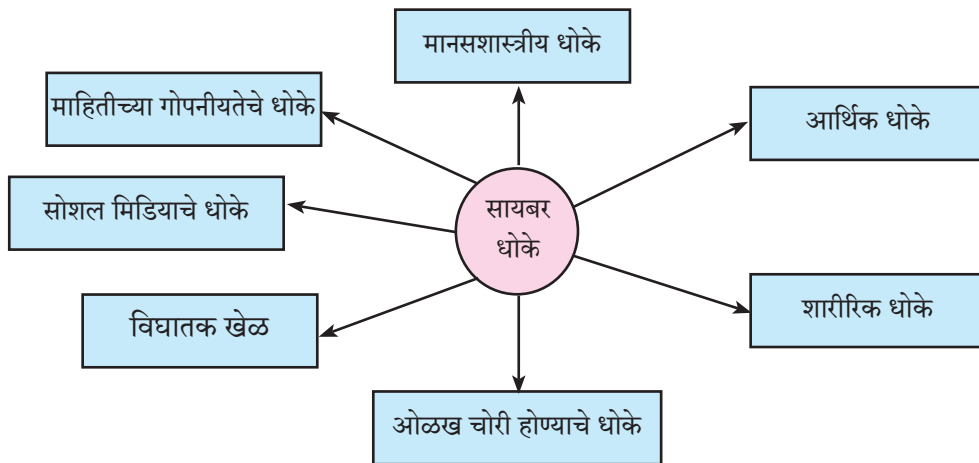 मानसशास्त्रीय धोके
माहितीच्या गोपनीयतेचे धोके
आर्थिक धोके
सोशल मिडियाचे धोके
सायबर
धोके
विघातक खेळ
शारीरिक धोके
ओळख चोरी होण्याचे धोके